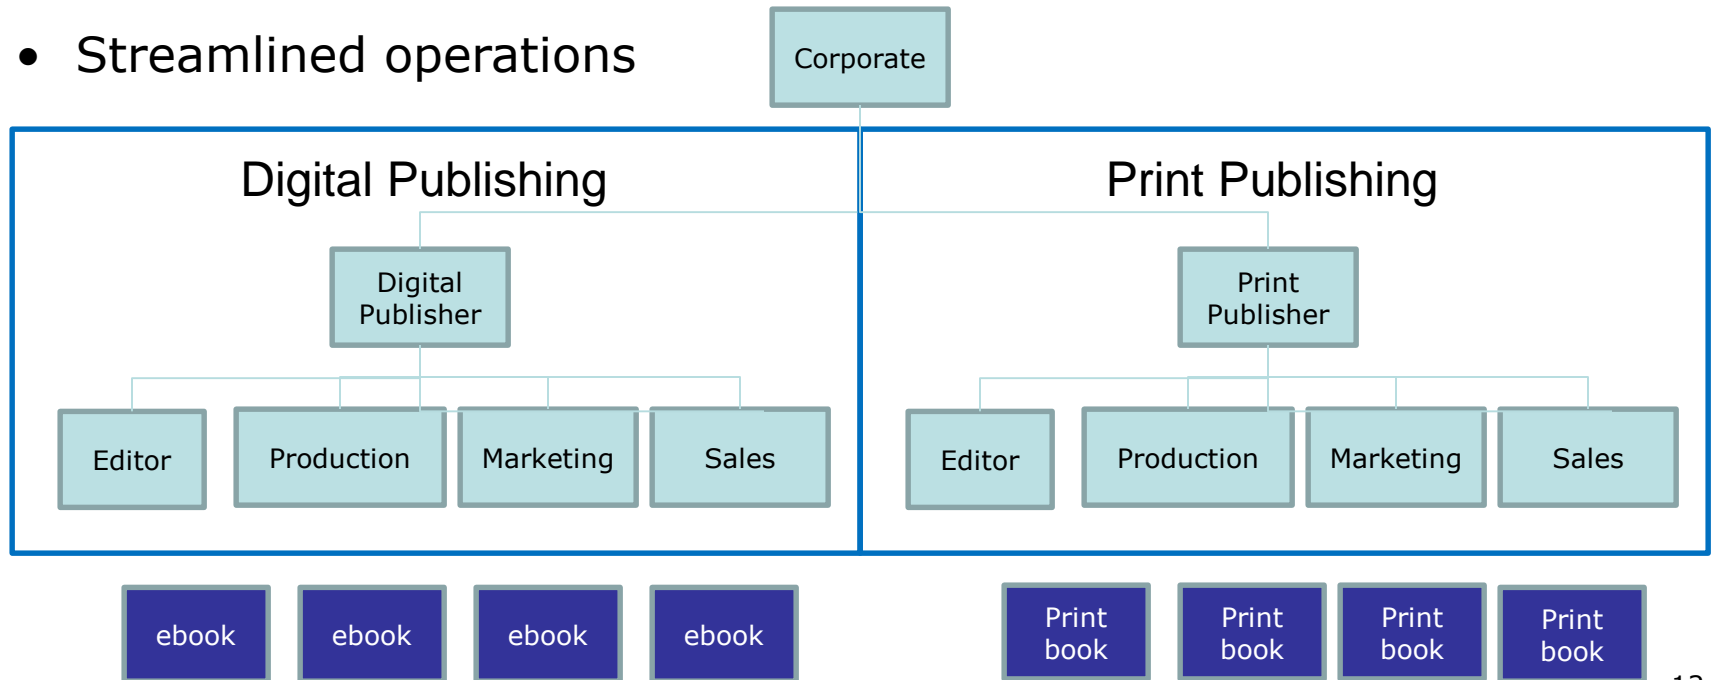 • Streamlined operations
Corporate
Digital Publishing
Print Publishing
Digital
Publisher
Print
Publisher
Editor
Production
Marketing
Sales
Editor
Production
Marketing
Sales
ebook
ebook
ebook
ebook
Print
book
Print
book
Print
book
Print
book